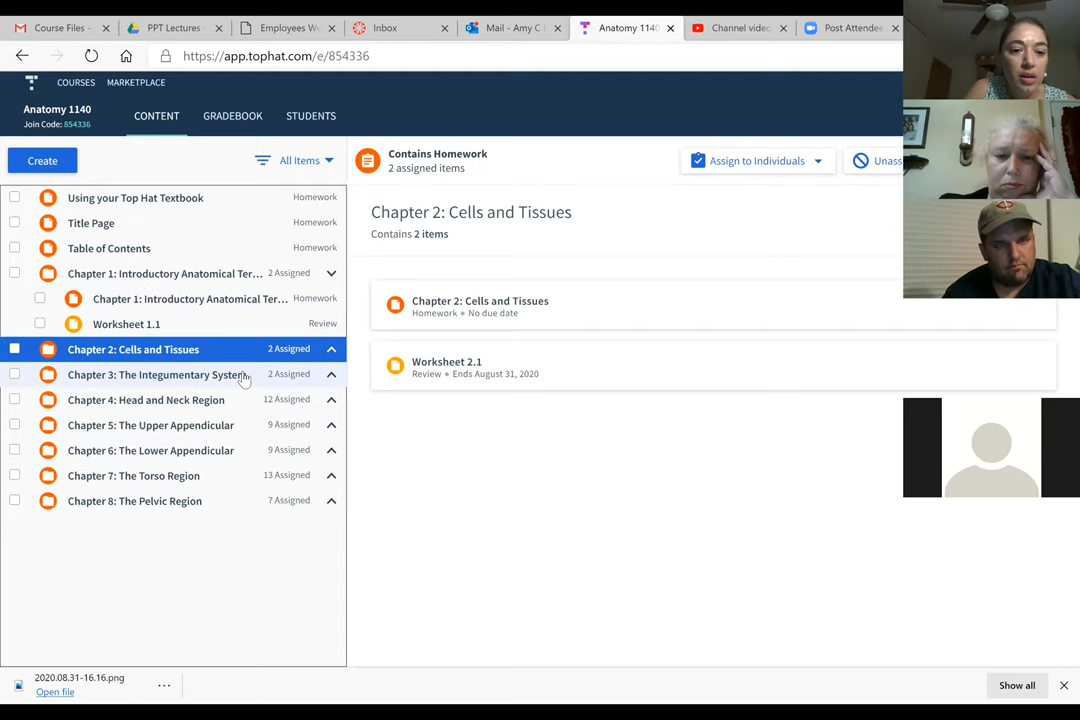 Course Files -
PPT Lectures
Employees We
Inbox
Mail - Amy C
Anatomy 1140
Channel video
Post Attendee
https://app.tophat.com/e/854336
COURSES MARKETPLACE
Anatomy 1140
Join Code: 854336
CONTENT GRADEBOOK STUDENTS
Create
All Items
Contains Homework
2 assigned items
Assign to Individuals
Unass
Using your Top Hat Textbook Homework
Title Page Homework
Table of Contents Homework
Chapter 1: Introductory Anatomical Ter... 2 Assigned
Chapter 1: Introductory Anatomical Ter... Homework
Worksheet 1.1 Review
Chapter 2: Cells and Tissues 2 Assigned
Chapter 3: The Integumentary System 2 Assigned
Chapter 4: Head and Neck Region 12 Assigned
Chapter 5: The Upper Appendicular 9 Assigned
Chapter 6: The Lower Appendicular 9 Assigned
Chapter 7: The Torso Region 13 Assigned
Chapter 8: The Pelvic Region 7 Assigned
Chapter 2: Cells and Tissues
Contains 2 items
Chapter 2: Cells and Tissues
Homework • No due date
Worksheet 2.1
Review • Ends August 31, 2020
2020.08.31-16.16.png
Open file
...
Show all